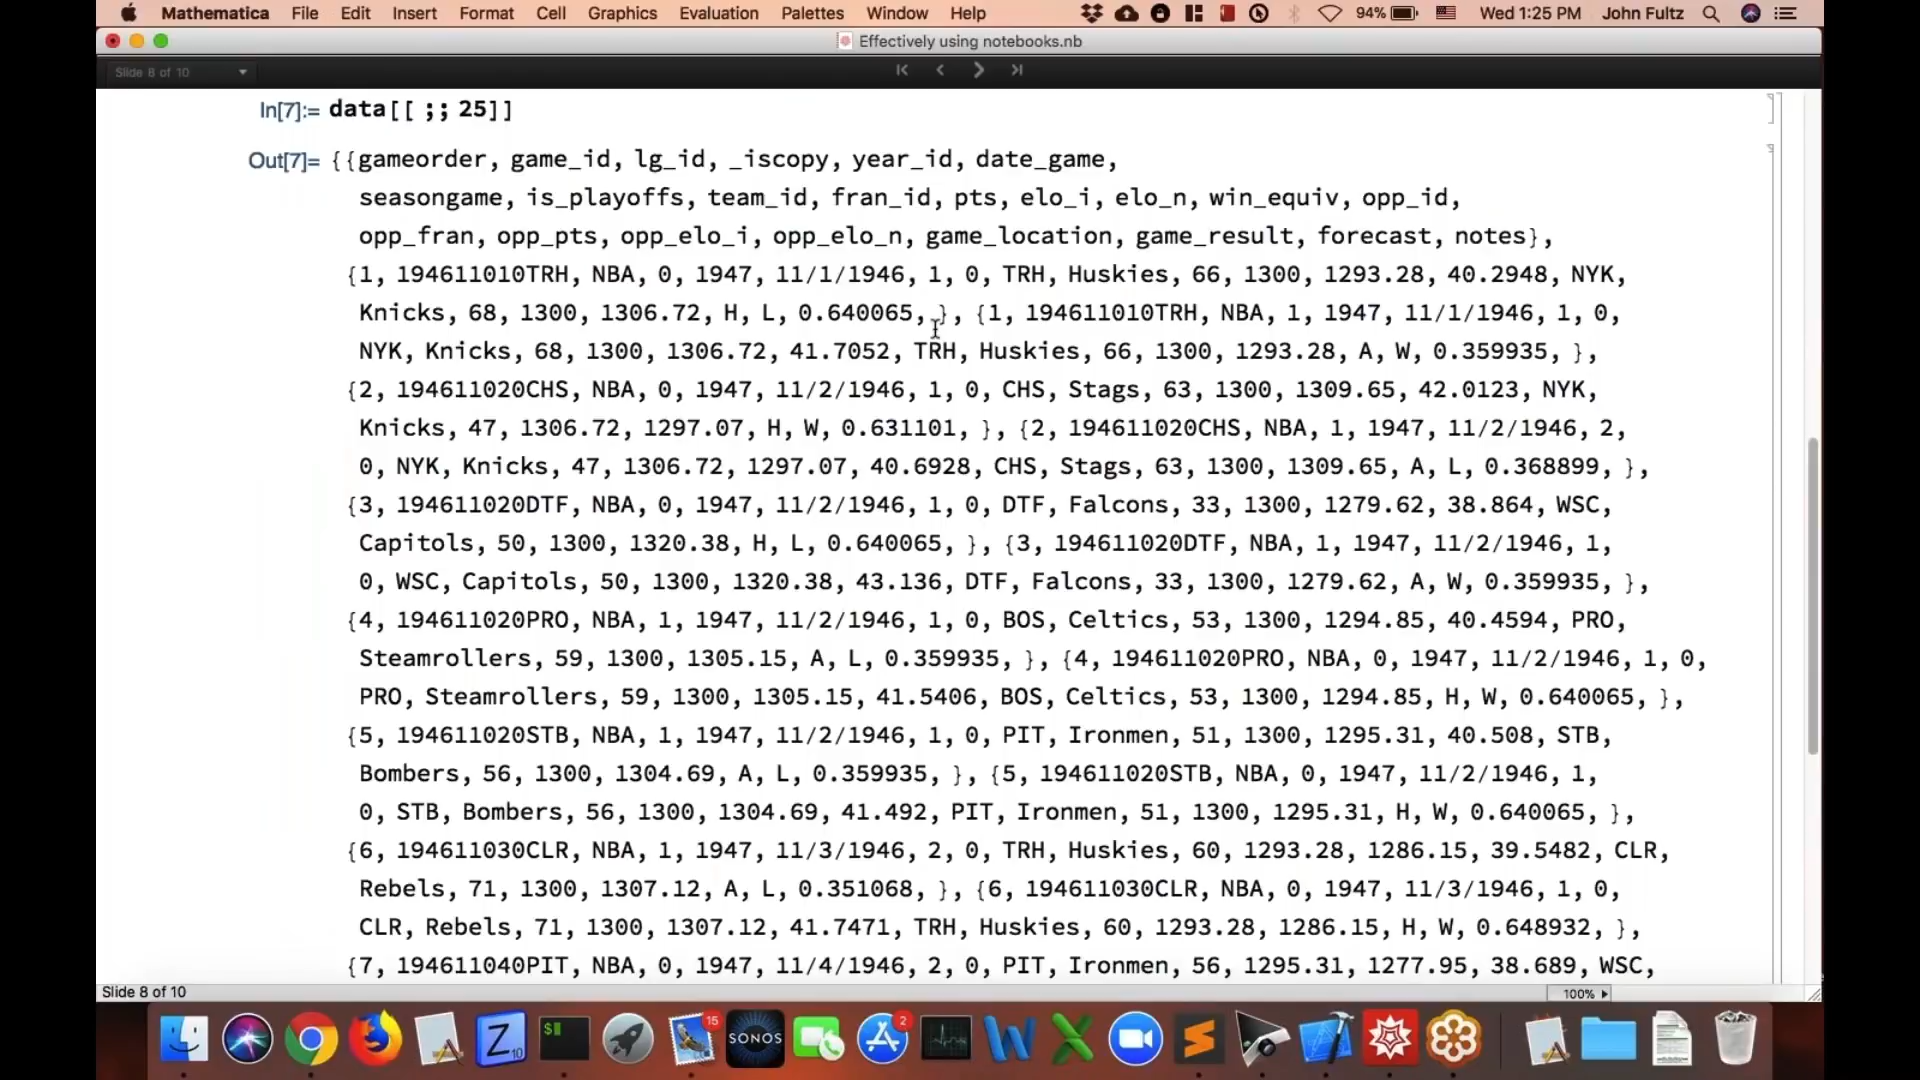 Mathematica File Edit Insert Format Cell Graphics Evaluation Palettes Window Help 94% Wed 1:25 PM John Fultz
Effectively using notebooks.nb
Slide 8 of 10
In[7]:= data[[ ;; 25]]
Out[7]= {{gameorder, game_id, lg_id, _iscopy, year_id, date_game,
seasongame, is_playoffs, team_id, fran_id, pts, elo_i, elo_n, win_equiv, opp_id,
opp_fran, opp_pts, opp_elo_i, opp_elo_n, game_location, game_result, forecast, notes},
{1, 194611010TRH, NBA, 0, 1947, 11/1/1946, 1, 0, TRH, Huskies, 66, 1300, 1293.28, 40.2948, NYK,
Knicks, 68, 1300, 1306.72, H, L, 0.640065, }, {1, 194611010TRH, NBA, 1, 1947, 11/1/1946, 1, 0,
NYK, Knicks, 68, 1300, 1306.72, 41.7052, TRH, Huskies, 66, 1300, 1293.28, A, W, 0.359935, },
{2, 194611020CHS, NBA, 0, 1947, 11/2/1946, 1, 0, CHS, Stags, 63, 1300, 1309.65, 42.0123, NYK,
Knicks, 47, 1306.72, 1297.07, H, W, 0.631101, }, {2, 194611020CHS, NBA, 1, 1947, 11/2/1946, 2,
0, NYK, Knicks, 47, 1306.72, 1297.07, 40.6928, CHS, Stags, 63, 1300, 1309.65, A, L, 0.368899, },
{3, 194611020DTF, NBA, 0, 1947, 11/2/1946, 1, 0, DTF, Falcons, 33, 1300, 1279.62, 38.864, WSC,
Capitols, 50, 1300, 1320.38, H, L, 0.640065, }, {3, 194611020DTF, NBA, 1, 1947, 11/2/1946, 1,
0, WSC, Capitols, 50, 1300, 1320.38, 43.136, DTF, Falcons, 33, 1300, 1279.62, A, W, 0.359935, },
{4, 194611020PRO, NBA, 1, 1947, 11/2/1946, 1, 0, BOS, Celtics, 53, 1300, 1294.85, 40.4594, PRO,
Steamrollers, 59, 1300, 1305.15, A, L, 0.359935, }, {4, 194611020PRO, NBA, 0, 1947, 11/2/1946, 1, 0,
PRO, Steamrollers, 59, 1300, 1305.15, 41.5406, BOS, Celtics, 53, 1300, 1294.85, H, W, 0.640065, },
{5, 194611020STB, NBA, 1, 1947, 11/2/1946, 1, 0, PIT, Ironmen, 51, 1300, 1295.31, 40.508, STB,
Bombers, 56, 1300, 1304.69, A, L, 0.359935, }, {5, 194611020STB, NBA, 0, 1947, 11/2/1946, 1,
0, STB, Bombers, 56, 1300, 1304.69, 41.492, PIT, Ironmen, 51, 1300, 1295.31, H, W, 0.640065, },
{6, 194611030CLR, NBA, 1, 1947, 11/3/1946, 2, 0, TRH, Huskies, 60, 1293.28, 1286.15, 39.5482, CLR,
Rebels, 71, 1300, 1307.12, A, L, 0.351068, }, {6, 194611030CLR, NBA, 0, 1947, 11/3/1946, 1, 0,
CLR, Rebels, 71, 1300, 1307.12, 41.7471, TRH, Huskies, 60, 1293.28, 1286.15, H, W, 0.648932, },
{7, 194611040PIT, NBA, 0, 1947, 11/4/1946, 2, 0, PIT, Ironmen, 56, 1295.31, 1277.95, 38.689, WSC,
Slide 8 of 10
100%
Z 10 $ 15 SONOS 2 W X S